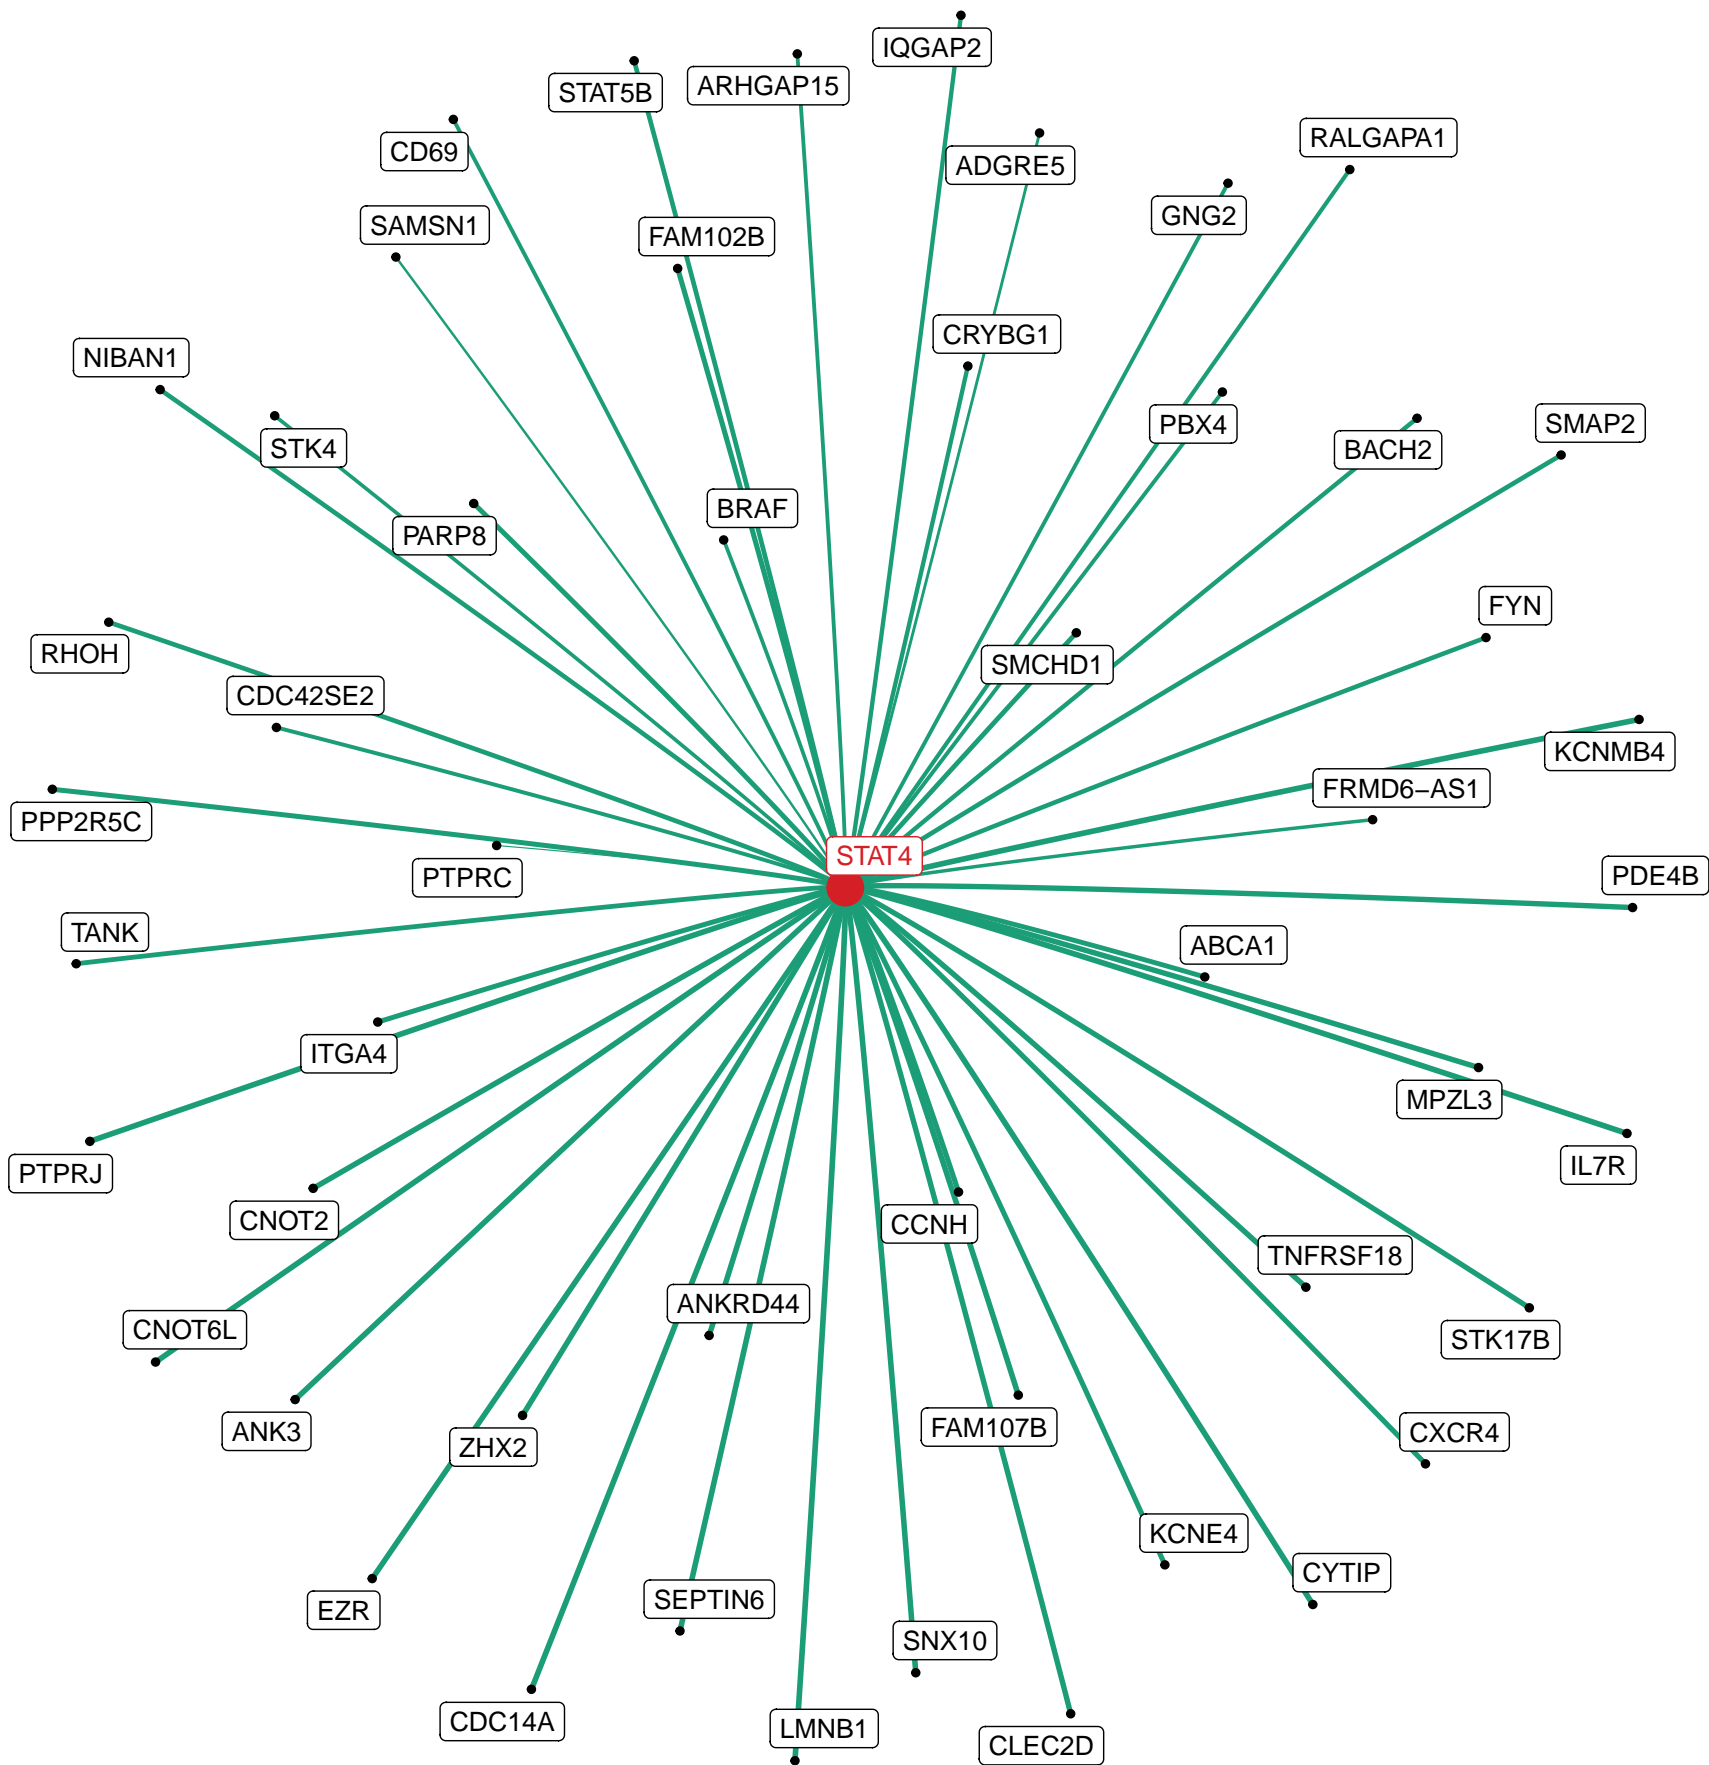 IQGAP2
ARHGAP15
STAT5B
RALGAPA1
CD69
ADGRE5
GNG2
SAMSN1
FAM102B
CRYBG1
NIBAN1
SMAP2
PBX4
STK4
BACH2
BRAF
PARP8
FYN
RHOH
SMCHD1
CDC42SE2
KCNMB4
FRMD6−AS1
PPP2R5C
STAT4
PTPRC
PDE4B
TANK
ABCA1
ITGA4
MPZL3
IL7R
PTPRJ
CNOT2
CCNH
TNFRSF18
ANKRD44
CNOT6L
STK17B
FAM107B
ANK3
CXCR4
ZHX2
KCNE4
CYTIP
SEPTIN6
EZR
SNX10
CDC14A
LMNB1
CLEC2D